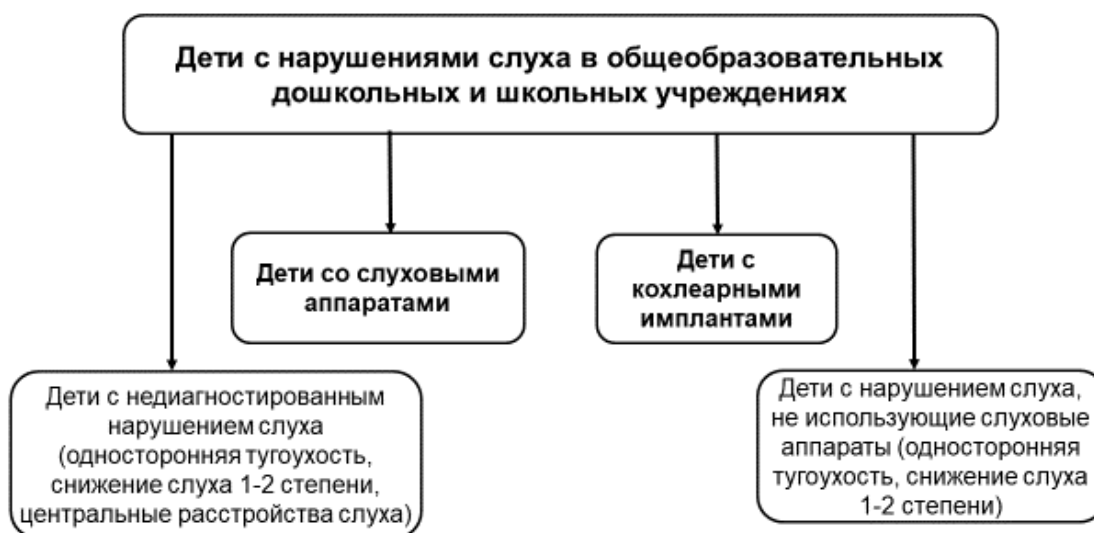 Дети с нарушениями слуха в общеобразовательных
дошкольных и школьных учреждениях
Дети со слуховыми
аппаратами
Дети с
кохлеарными
имплантами
Дети с недиагностированным
нарушением слуха
(односторонняя тугоухость,
снижение слуха 1-2 степени,
центральные расстройства слуха)
Дети с нарушением слуха,
не использующие слуховые
аппараты (односторонняя
тугоухость, снижение слуха
1-2 степени)